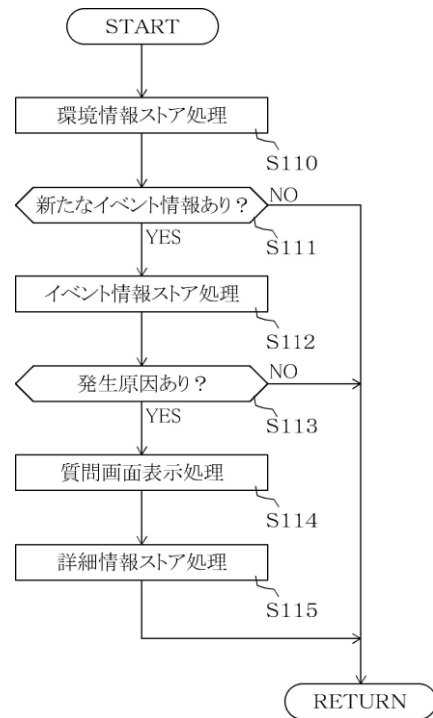 START
環境情報ストア処理
S110
新たなイベント情報あり？
NO
S111
YES
イベント情報ストア処理
S112
発生原因あり？
NO
S113
YES
質問画面表示処理
S114
詳細情報ストア処理
S115
RETURN